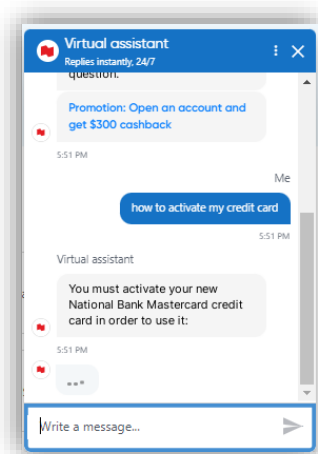 Virtual assistant
Replies instantly, 24/7
question.
Promotion: Open an account and
get $300 cashback
5:51 PM
Me
how to activate my credit card
5:51 PM
Virtual assistant
You must activate your new
National Bank Mastercard credit
card in order to use it:
5:51 PM
Write a message...